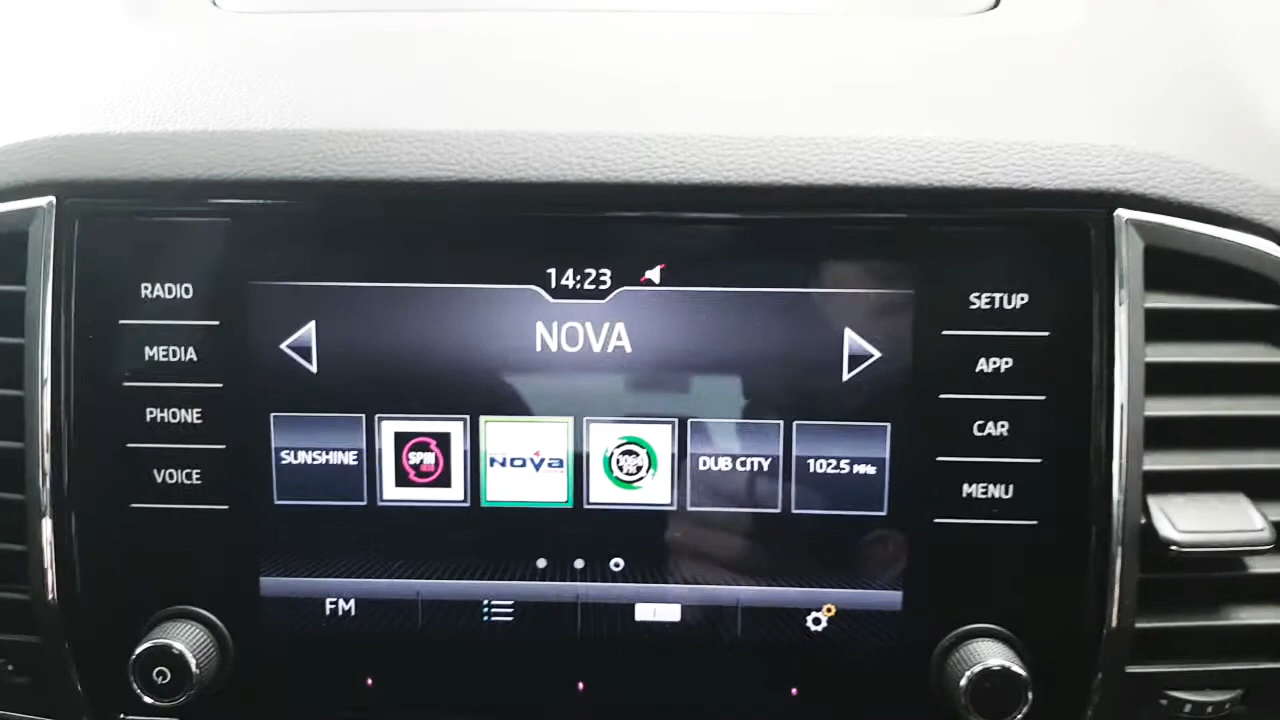 14:23
NOVA
RADIO
MEDIA
PHONE
VOICE
SETUP
APP
CAR
MENU
SUNSHINE
SPIN
NOVA
DUB CITY
102.5 MHz
FM